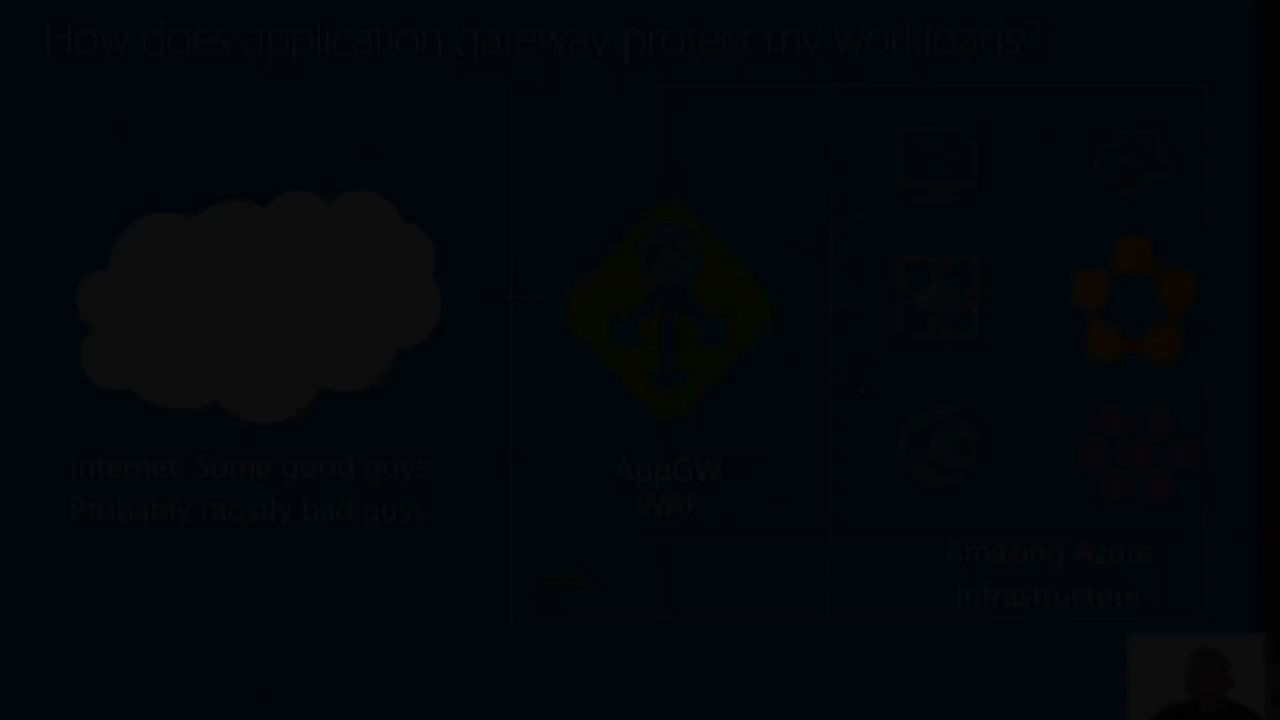 How does application gateway protect my workloads?
Internet. Some good guys.
Probably mostly bad guys.
AppGW
WAF
Amazing Azure
Infrastructure